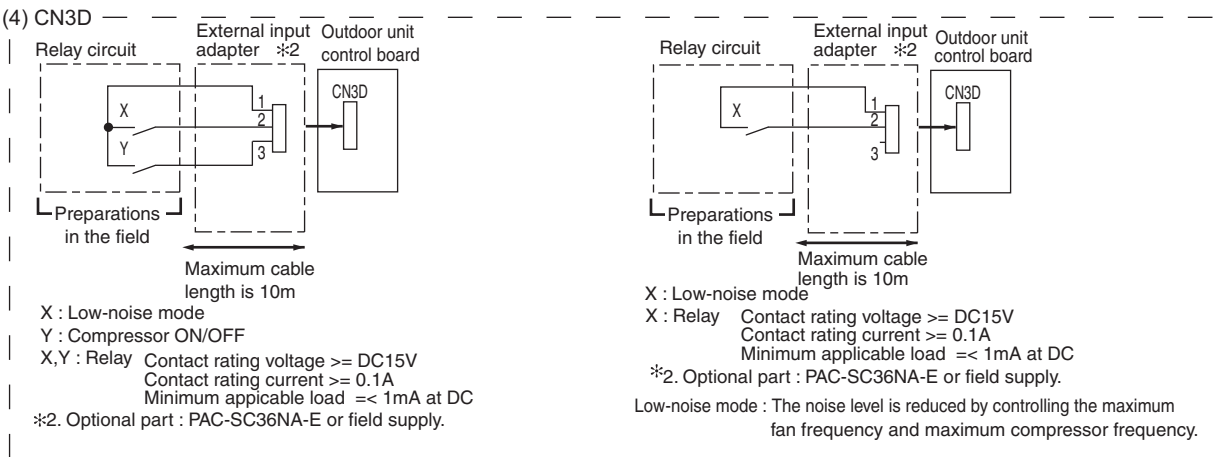 (4) CN3D
Relay circuit
External input
adapter ✻2
Outdoor unit
control board
X
Y
1
2
3
CN3D
Preparations
in the field
Maximum cable
length is 10m
X : Low-noise mode
Y : Compressor ON/OFF
X,Y : Relay Contact rating voltage >= DC15V
Contact rating current >= 0.1A
Minimum appicable load =< 1mA at DC
✻2. Optional part : PAC-SC36NA-E or field supply.
Relay circuit
External input
adapter ✻2
Outdoor unit
control board
X
1
2
3
CN3D
Preparations
in the field
Maximum cable
length is 10m
X : Low-noise mode
X : Relay Contact rating voltage >= DC15V
Contact rating current >= 0.1A
Minimum applicable load =< 1mA at DC
✻2. Optional part : PAC-SC36NA-E or field supply.
Low-noise mode : The noise level is reduced by controlling the maximum
fan frequency and maximum compressor frequency.